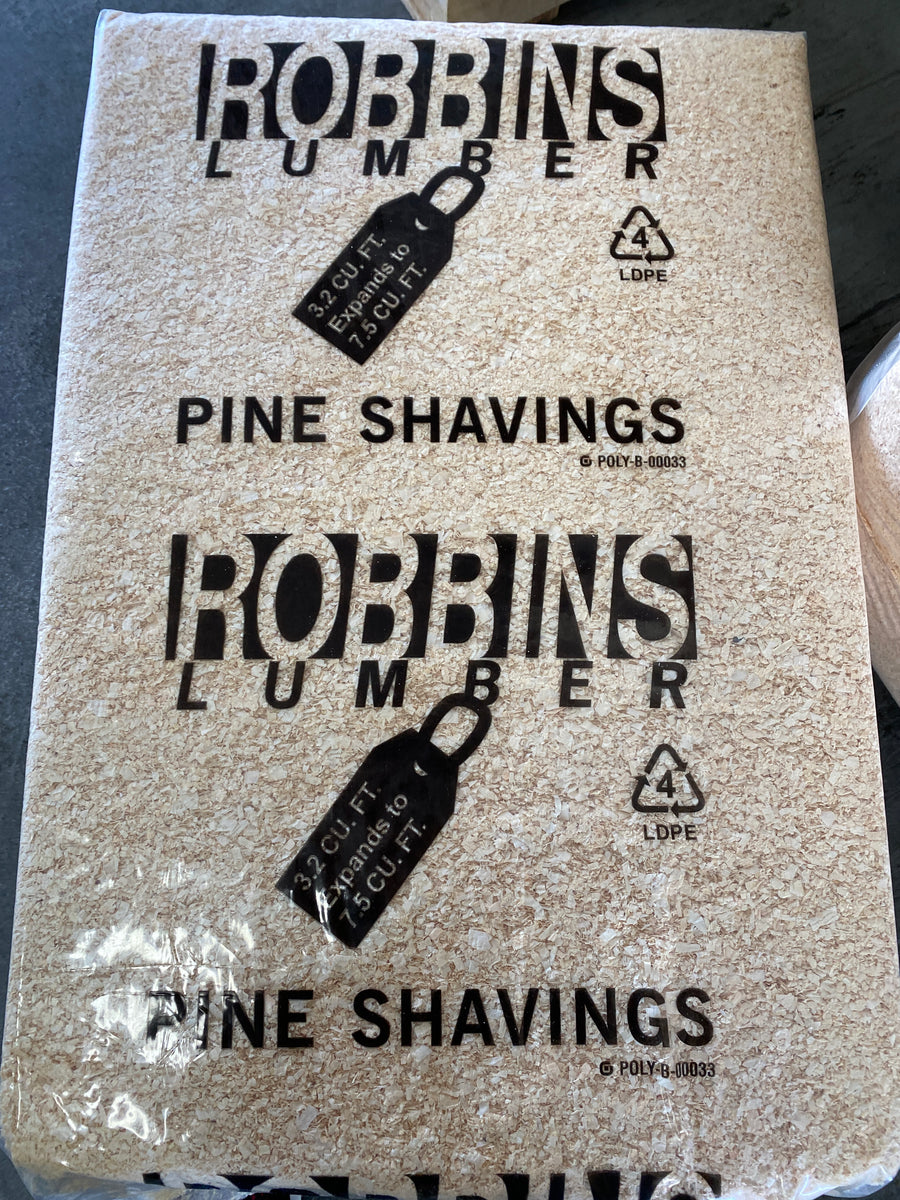 ROBBINS
LUMBER
3.2 CU. FT.
Expands to
7.5 CU. FT.
4
LDPE
PINE SHAVINGS
POLY-B-00033
ROBBINS
LUMBER
3.2 CU. FT.
Expands to
7.5 CU. FT.
4
LDPE
PINE SHAVINGS
POLY-B-00033
ROBBINS